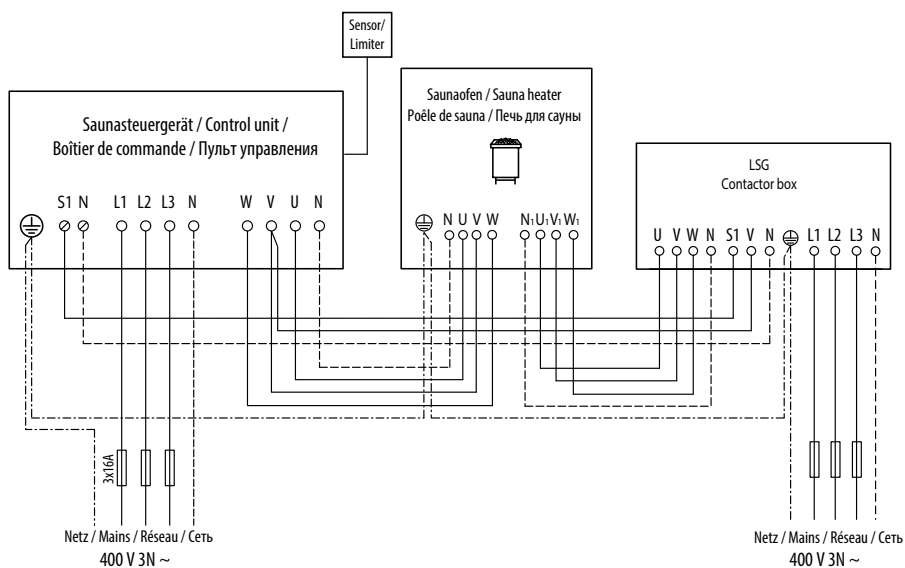 Sensor/
Limiter
Saunasteuergerät / Control unit /
Boîtier de commande / Пульт управления
S1 N L1 L2 L3 N W V U N
Saunaofen / Sauna heater
Poêle de sauna / Печь для сауны
N U V W N1 U1 V1 W1
LSG
Contactor box
U V W N S1 V N L1 L2 L3 N
3x16A
Netz / Mains / Réseau / Сеть
400 V 3N ~
Netz / Mains / Réseau / Сеть
400 V 3N ~